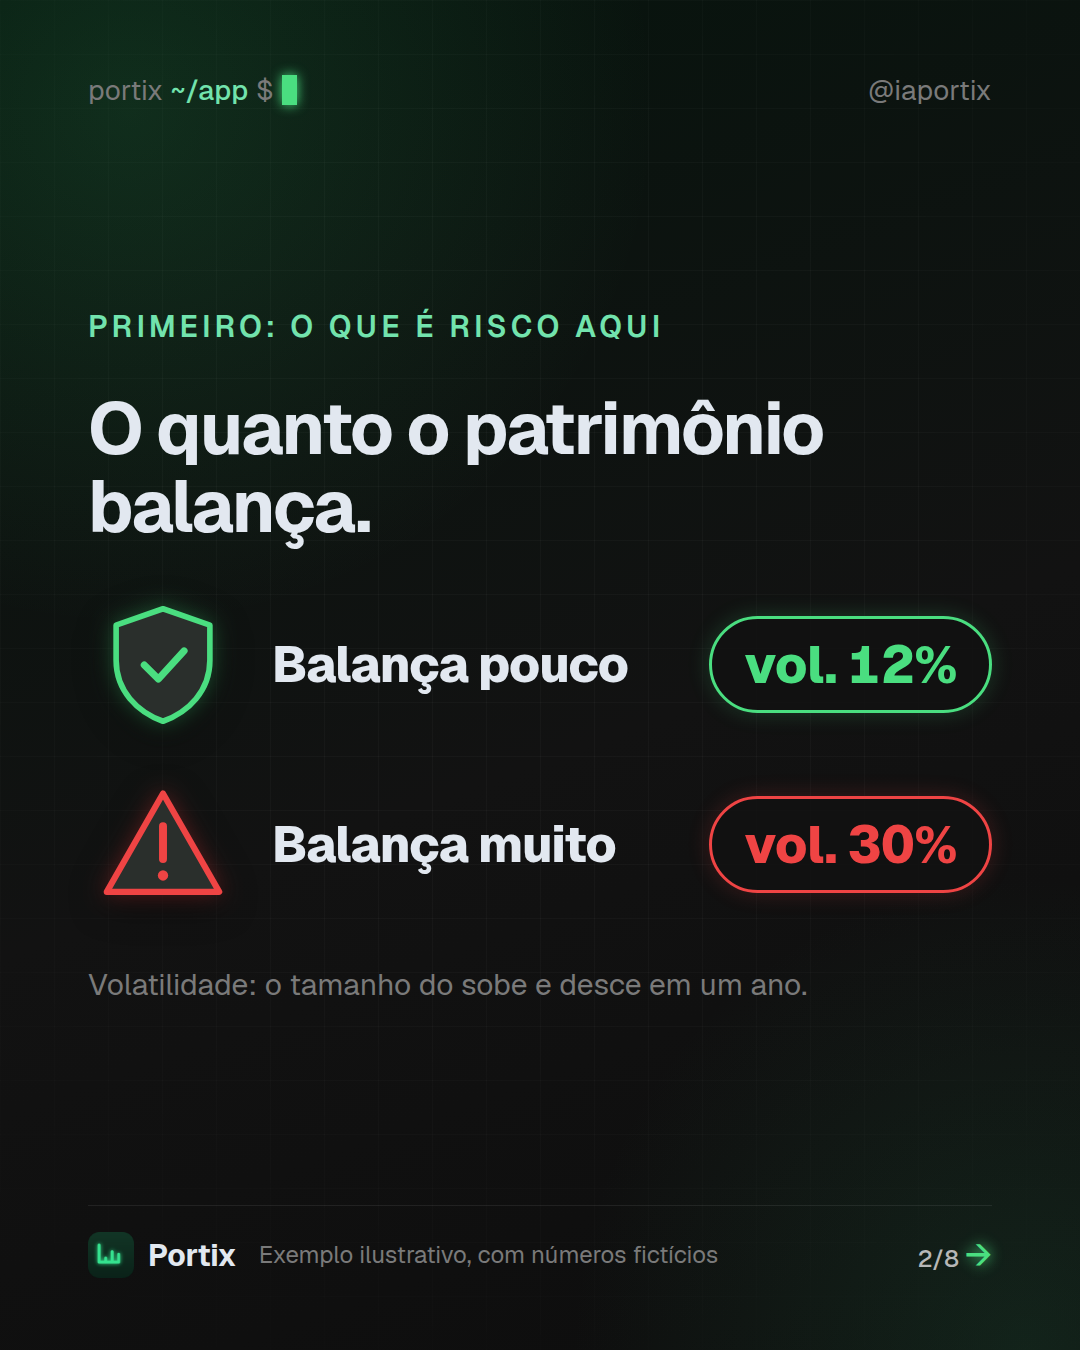 portix ~/app $
@iaportix
PRIMEIRO: O QUE É RISCO AQUI
O quanto o patrimônio
balança.
Balança pouco
vol. 12%
Balança muito
vol. 30%
Volatilidade: o tamanho do sobe e desce em um ano.
Portix
Exemplo ilustrativo, com números fictícios
2/8 →